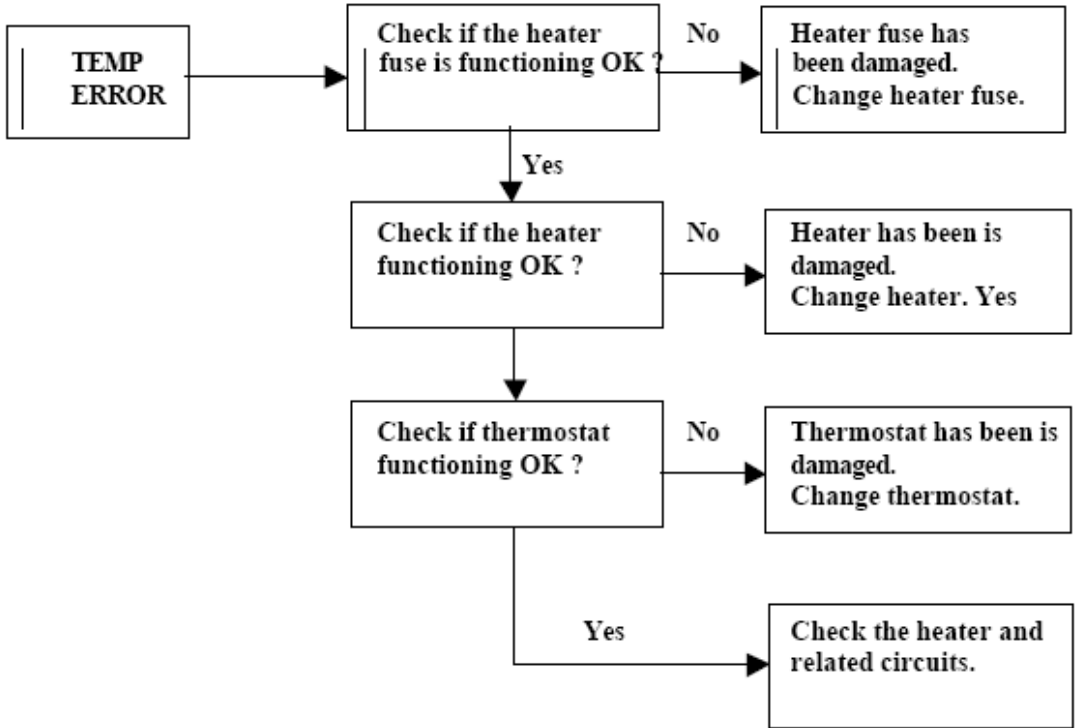 TEMP
ERROR
Check if the heater
fuse is functioning OK ?
No
Heater fuse has
been damaged.
Change heater fuse.
Yes
Check if the heater
functioning OK ?
No
Heater has been is
damaged.
Change heater. Yes
Check if thermostat
functioning OK ?
No
Thermostat has been is
damaged.
Change thermostat.
Yes
Check the heater and
related circuits.